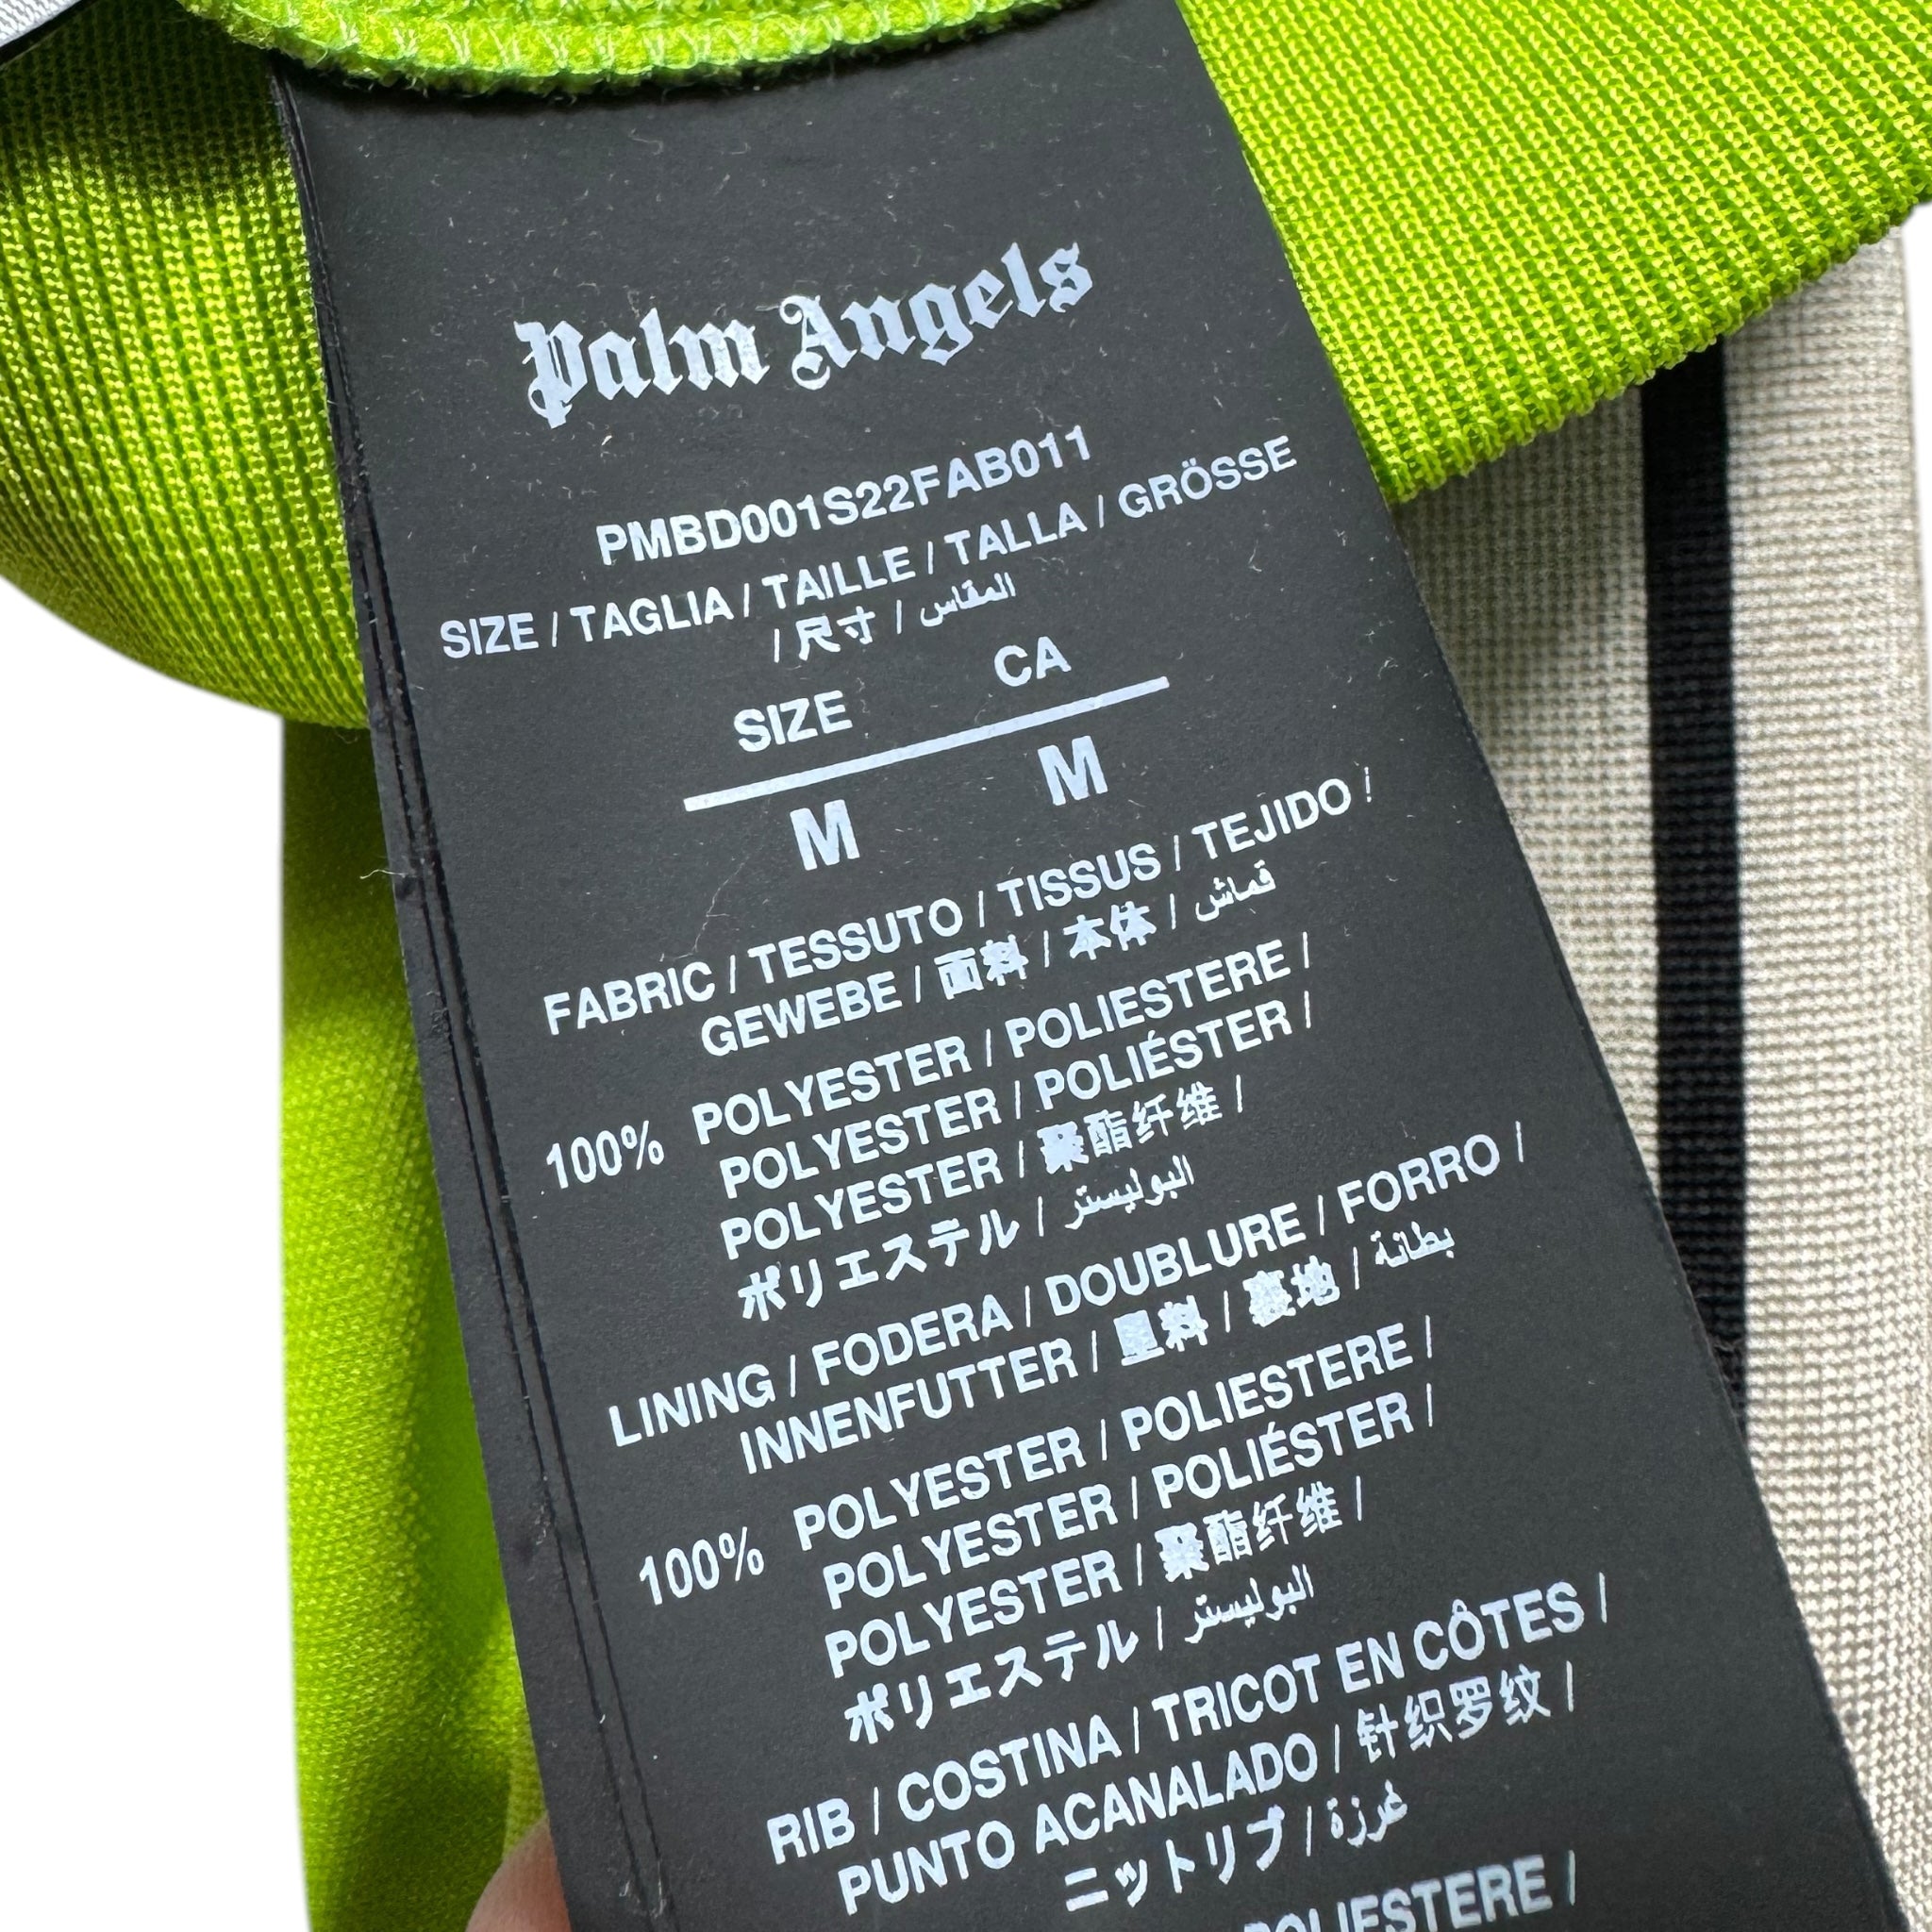 Palm Angels
PMBD001S22FAB011
SIZE / TAGLIA / TAILLE / TALLA / GRÖSSE
/ 尺寸 / المقاس
SIZE CA
M M
FABRIC / TESSUTO / TISSUS / TEJIDO /
GEWEBE / 面料 / 本体 / قماش
POLYESTER / POLIESTERE /
POLYESTER / POLIÉSTER /
100% POLYESTER / 聚酯纤维 /
ポリエステル / البوليستر
LINING / FODERA / DOUBLURE / FORRO /
INNENFUTTER / 里料 / 裏地 / بطانة
POLYESTER / POLIESTERE /
POLYESTER / POLIÉSTER /
100% POLYESTER / 聚酯纤维 /
ポリエステル / البوليستر
RIB / COSTINA / TRICOT EN CÔTES /
PUNTO ACANALADO / 针织罗纹 /
ニットリブ / غرزة
POLIESTERE /